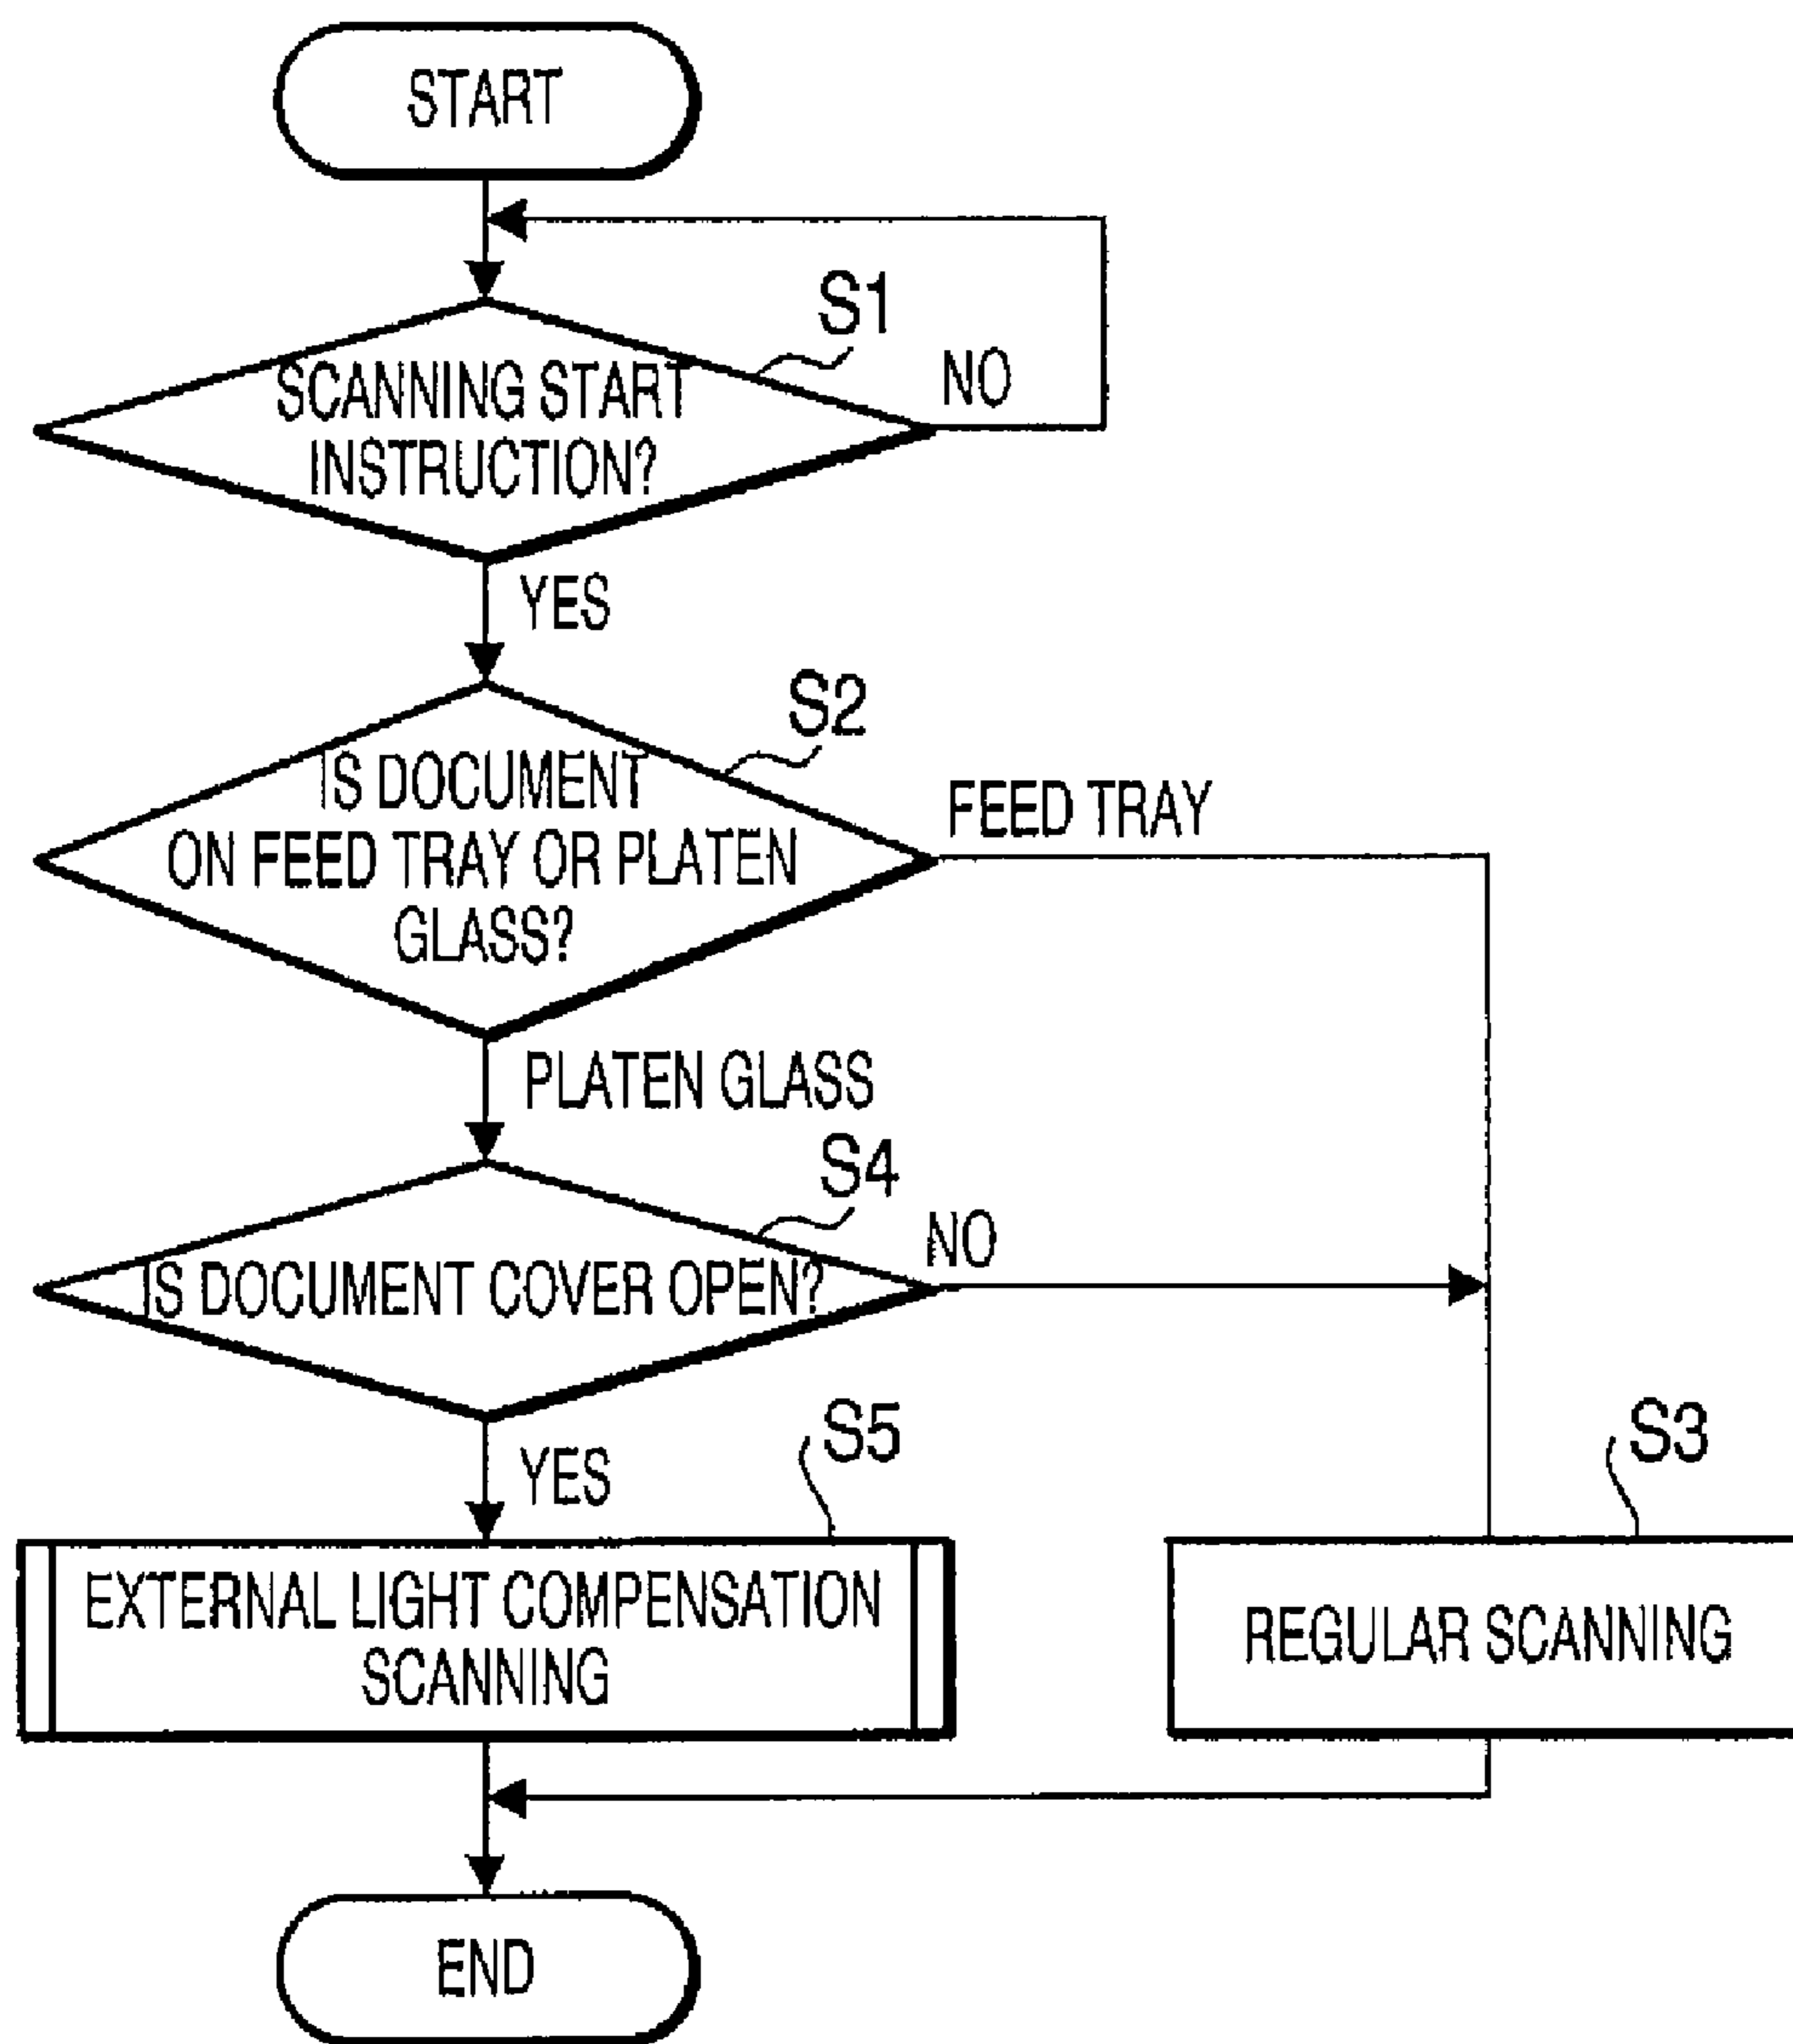 START
S1
SCANNING START
INSTRUCTION?
NO
YES
S2
IS DOCUMENT
ON FEED TRAY OR PLATEN
GLASS?
FEED TRAY
PLATEN GLASS
S4
IS DOCUMENT COVER OPEN?
NO
YES
S5
EXTERNAL LIGHT COMPENSATION
SCANNING
S3
REGULAR SCANNING
END